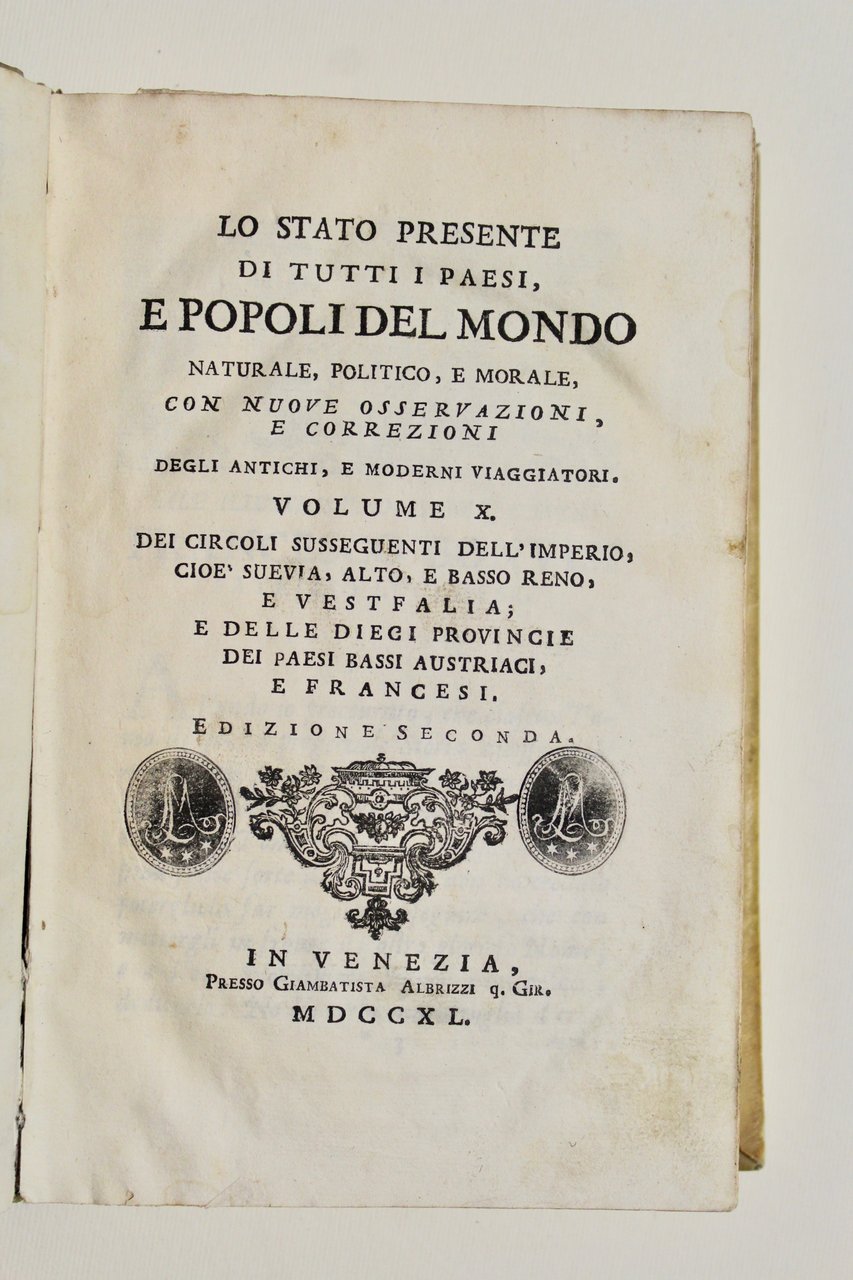 LO STATO PRESENTE
DI TUTTI I PAESI,
E POPOLI DEL MONDO
NATURALE, POLITICO, E MORALE,
CON NUOVE OSSERVAZIONI,
E CORREZIONI
DEGLI ANTICHI, E MODERNI VIAGGIATORI.
VOLUME X.
DEI CIRCOLI SUSSEGUENTI DELL'IMPERIO,
CIOE' SUEVIA, ALTO, E BASSO RENO,
E VESTFALIA;
E DELLE DIECI PROVINCIE
DEI PAESI BASSI AUSTRIACI,
E FRANCESI.
EDIZIONE SECONDA.
IN VENEZIA,
PRESSO GIAMBATISTA ALBRIZZI q. GIR.
MDCCXL.